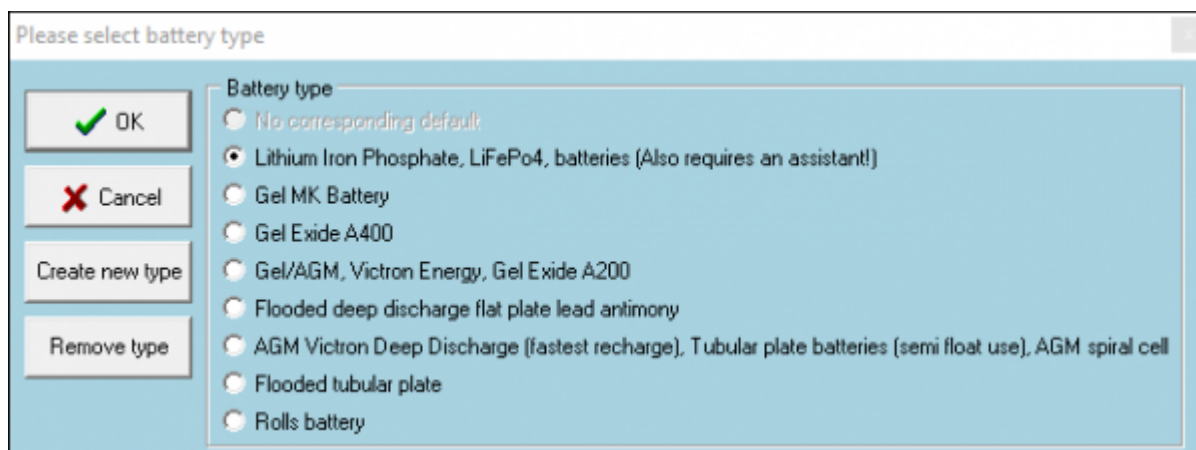 Please select battery type
OK
Cancel
Create new type
Remove type
Battery type
No corresponding default
Lithium Iron Phosphate, LiFePo4, batteries (Also requires an assistant!)
Gel MK Battery
Gel Exide A400
Gel/AGM, Victron Energy, Gel Exide A200
Flooded deep discharge flat plate lead antimony
AGM Victron Deep Discharge (fastest recharge), Tubular plate batteries (semi float use), AGM spiral cell
Flooded tubular plate
Rolls battery